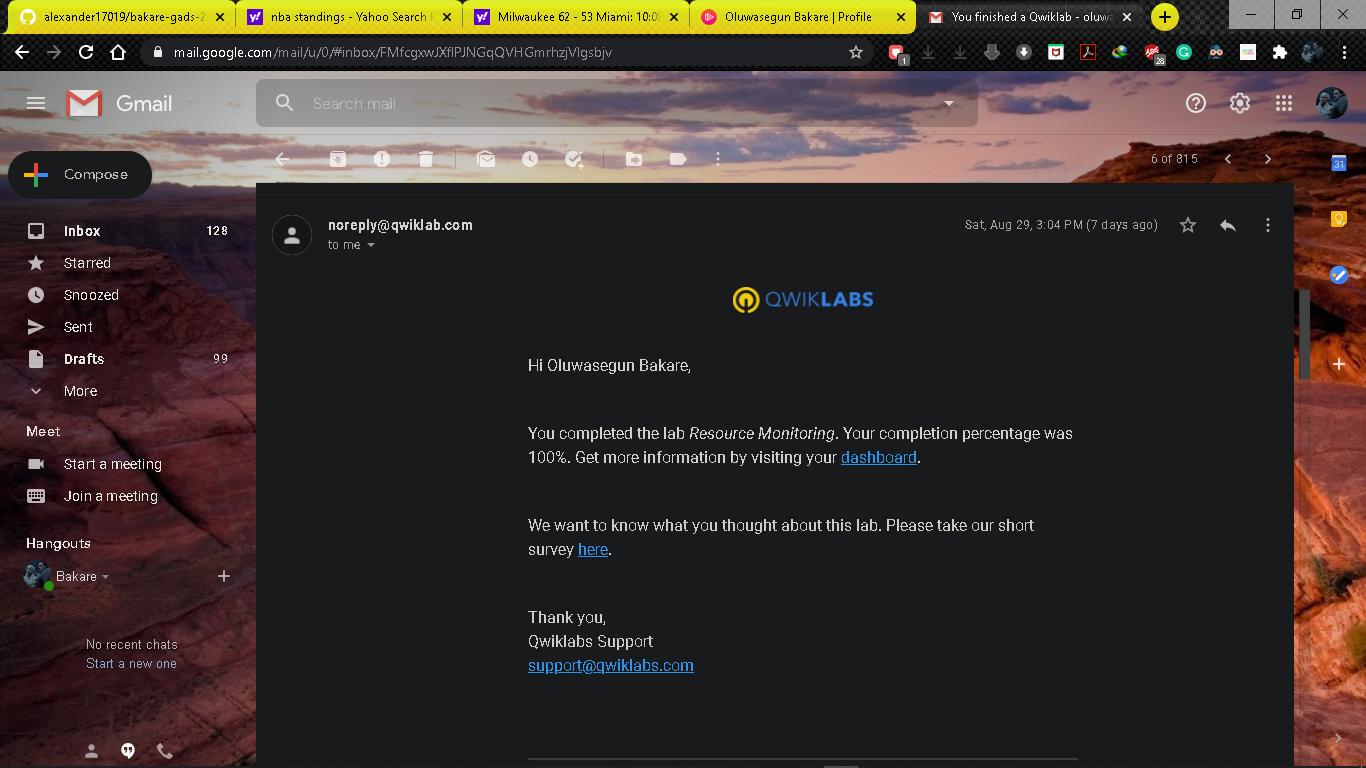 alexander17019/bakare-gads-2
nba standings - Yahoo Search
Milwaukee 62 - 53 Miami: 10:0
Oluwasegun Bakare | Profile
You finished a Qwiklab - oluwa
mail.google.com/mail/u/0/#inbox/FMfcgxwJXflPJNGqQVHGmrhzjVIgsbjv
1
28
Gmail
Search mail
Compose
6 of 815
31
Inbox 128
Starred
Snoozed
Sent
Drafts 99
More
Meet
Start a meeting
Join a meeting
Hangouts
Bakare
No recent chats
Start a new one
noreply@qwiklab.com
Sat, Aug 29, 3:04 PM (7 days ago)
to me
QWIKLABS
Hi Oluwasegun Bakare,
You completed the lab Resource Monitoring. Your completion percentage was
100%. Get more information by visiting your dashboard.
We want to know what you thought about this lab. Please take our short
survey here.
Thank you,
Qwiklabs Support
support@qwiklabs.com